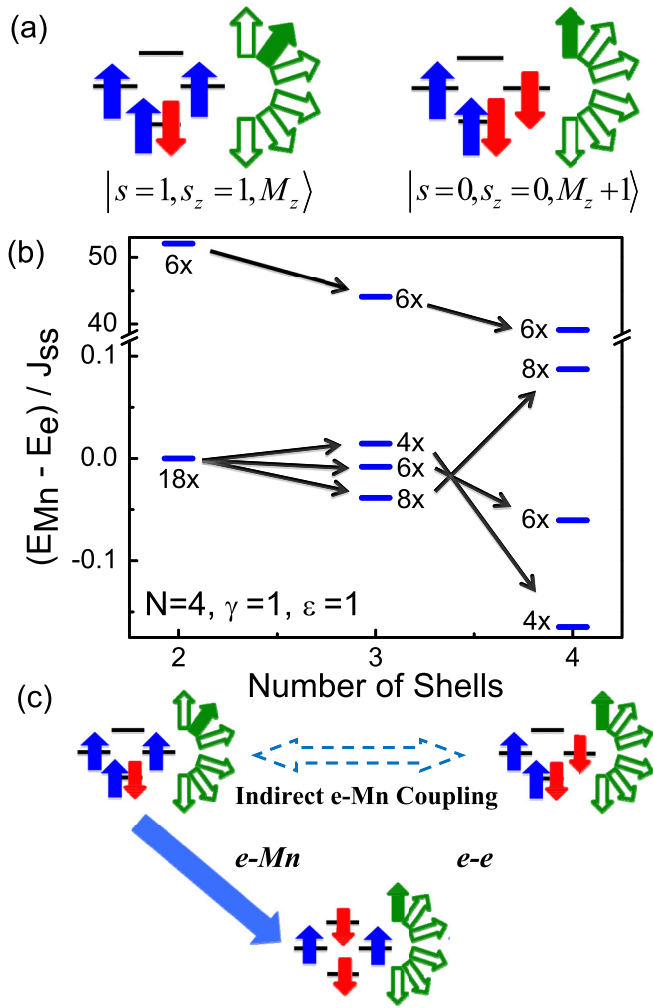 (a)
|s=1, s_z=1, M_z⟩
|s=0, s_z=0, M_z+1⟩
(b)
(E_Mn - E_e) / J_ss
50
40
0.1
0.0
-0.1
6x
6x
6x
8x
18x
4x
6x
8x
6x
4x
N=4, γ=1, ε=1
2
3
4
Number of Shells
(c)
Indirect e-Mn Coupling
e-Mn
e-e